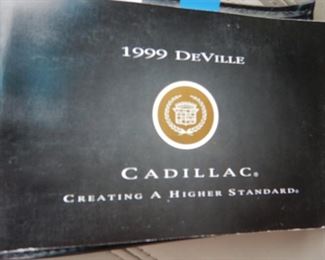 1999 DEVILLE
CADILLAC®
CREATING A HIGHER STANDARD®